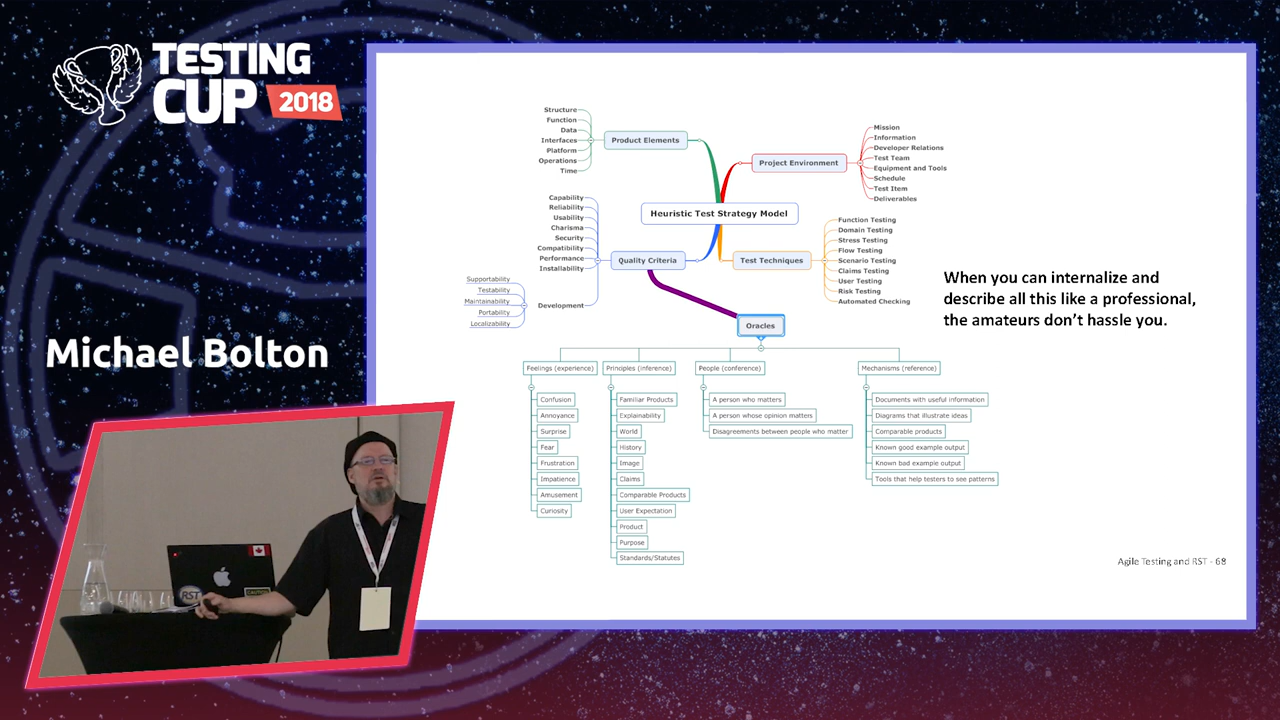 TESTING
CUP 2018
Michael Bolton
RST
Structure
Function
Data
Interfaces
Platform
Operations
Time
Product Elements
Project Environment
Mission
Information
Developer Relations
Test Team
Equipment and Tools
Schedule
Test Item
Deliverables
Heuristic Test Strategy Model
Capability
Reliability
Usability
Charisma
Security
Compatibility
Performance
Installability
Development
Quality Criteria
Supportability
Testability
Maintainability
Portability
Localizability
Test Techniques
Function Testing
Domain Testing
Stress Testing
Flow Testing
Scenario Testing
Claims Testing
User Testing
Risk Testing
Automated Checking
When you can internalize and
describe all this like a professional,
the amateurs don’t hassle you.
Oracles
Feelings (experience)
Confusion
Annoyance
Surprise
Fear
Frustration
Impatience
Amusement
Curiosity
Principles (inference)
Familiar Products
Explainability
World
History
Image
Claims
Comparable Products
User Expectation
Product
Purpose
Standards/Statutes
People (conference)
A person who matters
A person whose opinion matters
Disagreements between people who matter
Mechanisms (reference)
Documents with useful information
Diagrams that illustrate ideas
Comparable products
Known good example output
Known bad example output
Tools that help testers to see patterns
Agile Testing and RST - 68